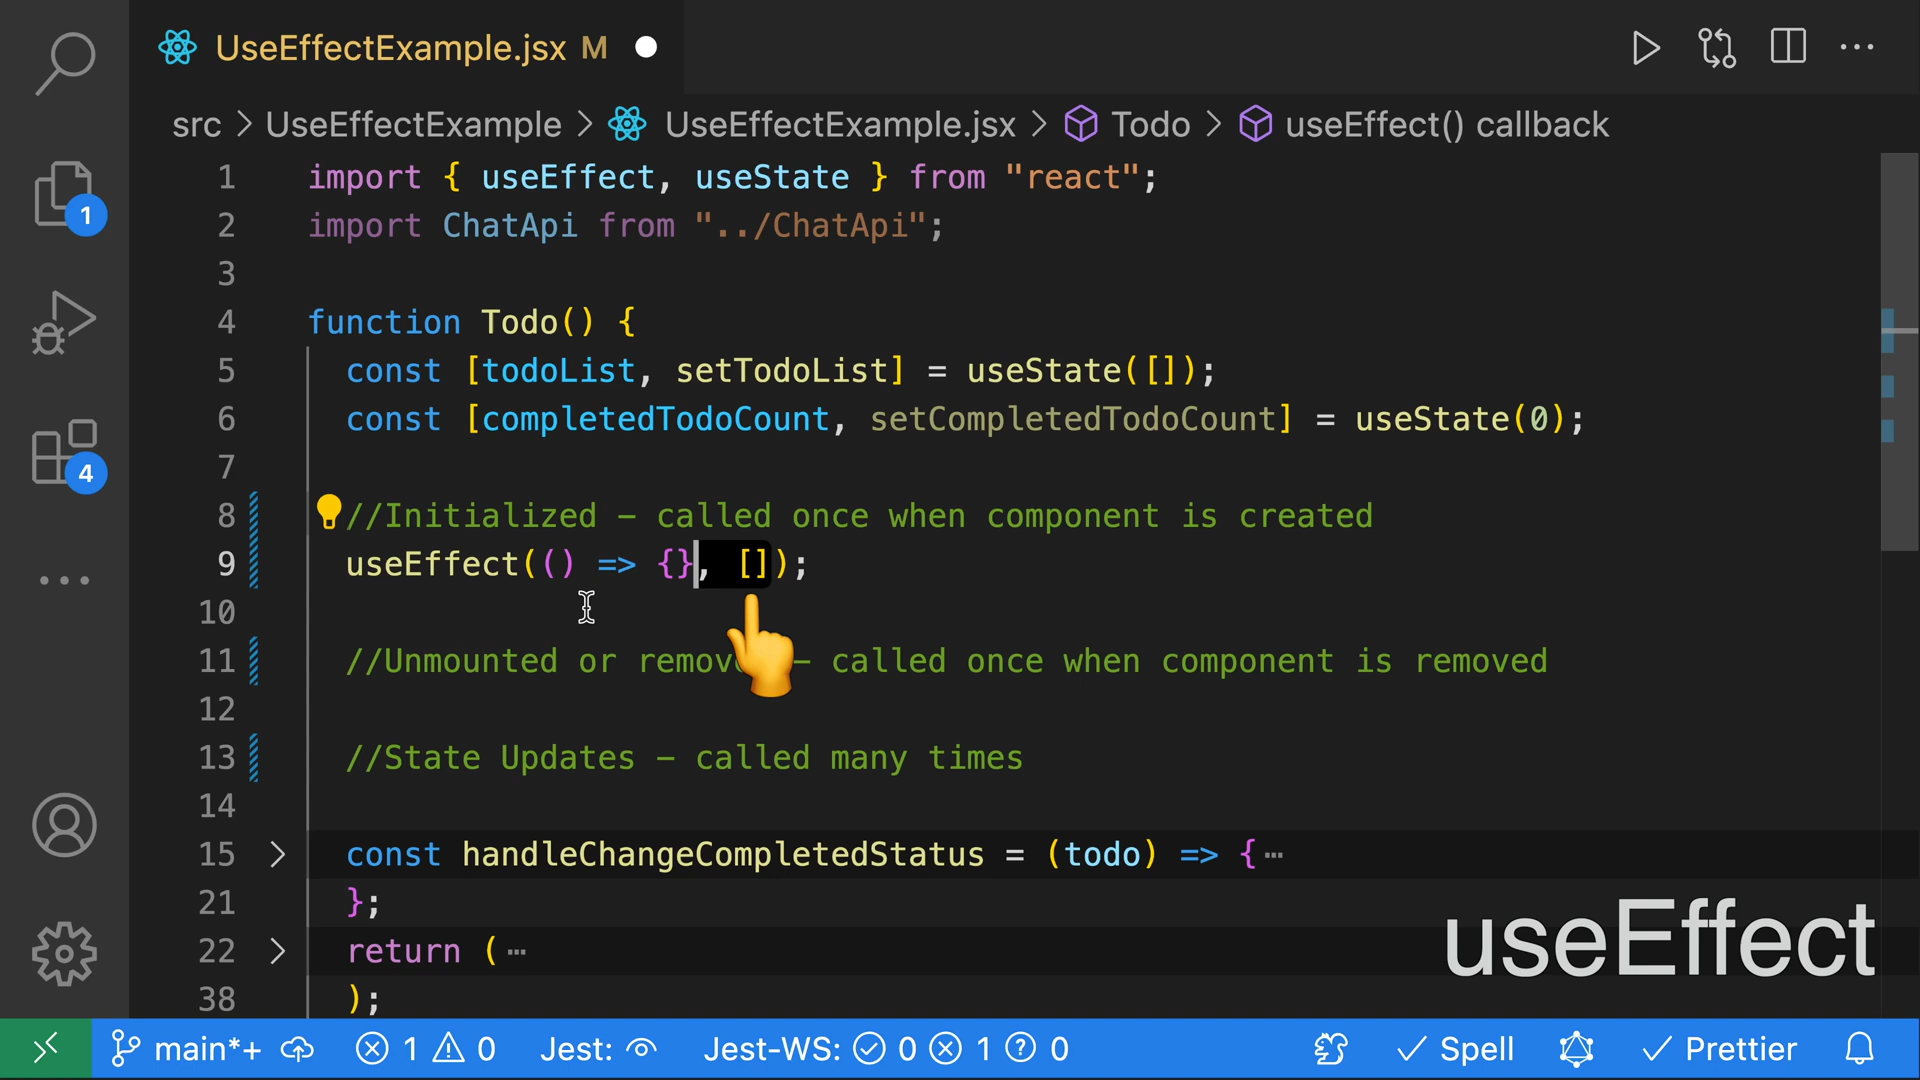 UseEffectExample.jsx M
src > UseEffectExample > UseEffectExample.jsx > Todo > useEffect() callback
1 import { useEffect, useState } from "react";
2 import ChatApi from "../ChatApi";
3
4 function Todo() {
5 const [todoList, setTodoList] = useState([]);
6 const [completedTodoCount, setCompletedTodoCount] = useState(0);
7
8 //Initialized – called once when component is created
9 useEffect(() => {}, []);
10
11 //Unmounted or remov – called once when component is removed
12
13 //State Updates – called many times
14
15 const handleChangeCompletedStatus = (todo) => { ⋯
21 };
22 return ( ⋯
38 );
1
4
useEffect
main*+ 1 0 Jest: Jest-WS: 0 1 0 Spell Prettier